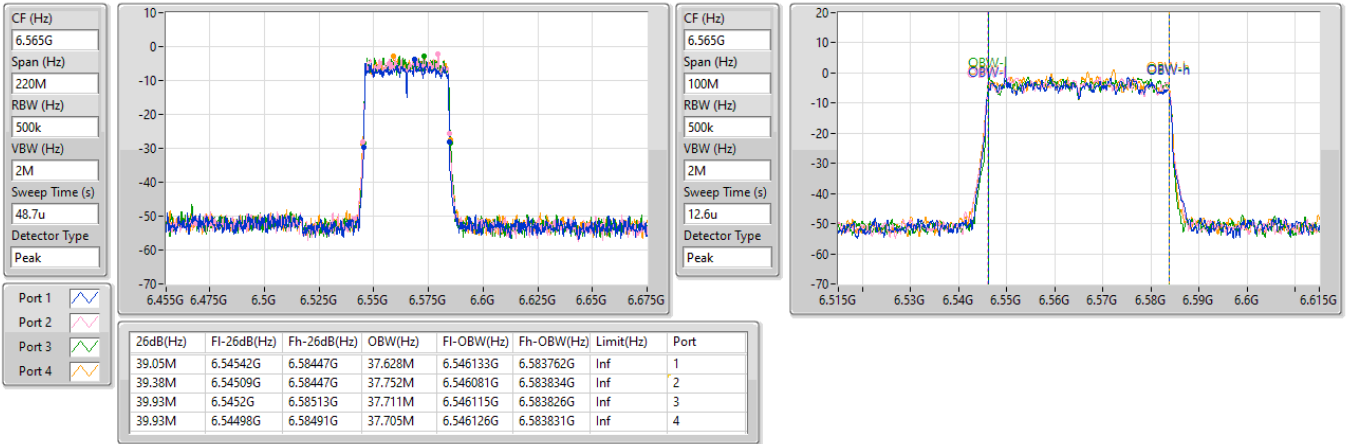 CF (Hz)
6.565G
Span (Hz)
220M
RBW (Hz)
500k
VBW (Hz)
2M
Sweep Time (s)
48.7u
Detector Type
Peak
10
0
-10
-20
-30
-40
-50
-60
-70
6.455G 6.475G 6.5G 6.525G 6.55G 6.575G 6.6G 6.625G 6.65G 6.675G
CF (Hz)
6.565G
Span (Hz)
100M
RBW (Hz)
500k
VBW (Hz)
2M
Sweep Time (s)
12.6u
Detector Type
Peak
20
10
0
-10
-20
-30
-40
-50
-60
-70
OBW-l
OBW-h
6.515G 6.53G 6.54G 6.55G 6.56G 6.57G 6.58G 6.59G 6.6G 6.615G
Port 1
Port 2
Port 3
Port 4
26dB(Hz) Fl-26dB(Hz) Fh-26dB(Hz) OBW(Hz) Fl-OBW(Hz) Fh-OBW(Hz) Limit(Hz) Port
39.05M 6.54542G 6.58447G 37.628M 6.546133G 6.583762G Inf 1
39.38M 6.54509G 6.58447G 37.752M 6.546081G 6.583834G Inf 2
39.93M 6.5452G 6.58513G 37.711M 6.546115G 6.583826G Inf 3
39.93M 6.54498G 6.58491G 37.705M 6.546126G 6.583831G Inf 4